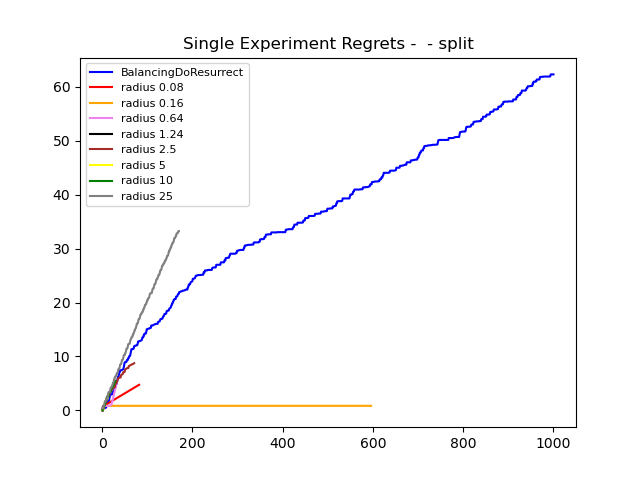 Single Experiment Regrets -  - split
BalancingDoResurrect
radius 0.08
radius 0.16
radius 0.64
radius 1.24
radius 2.5
radius 5
radius 10
radius 25
60
50
40
30
20
10
0
0 200 400 600 800 1000